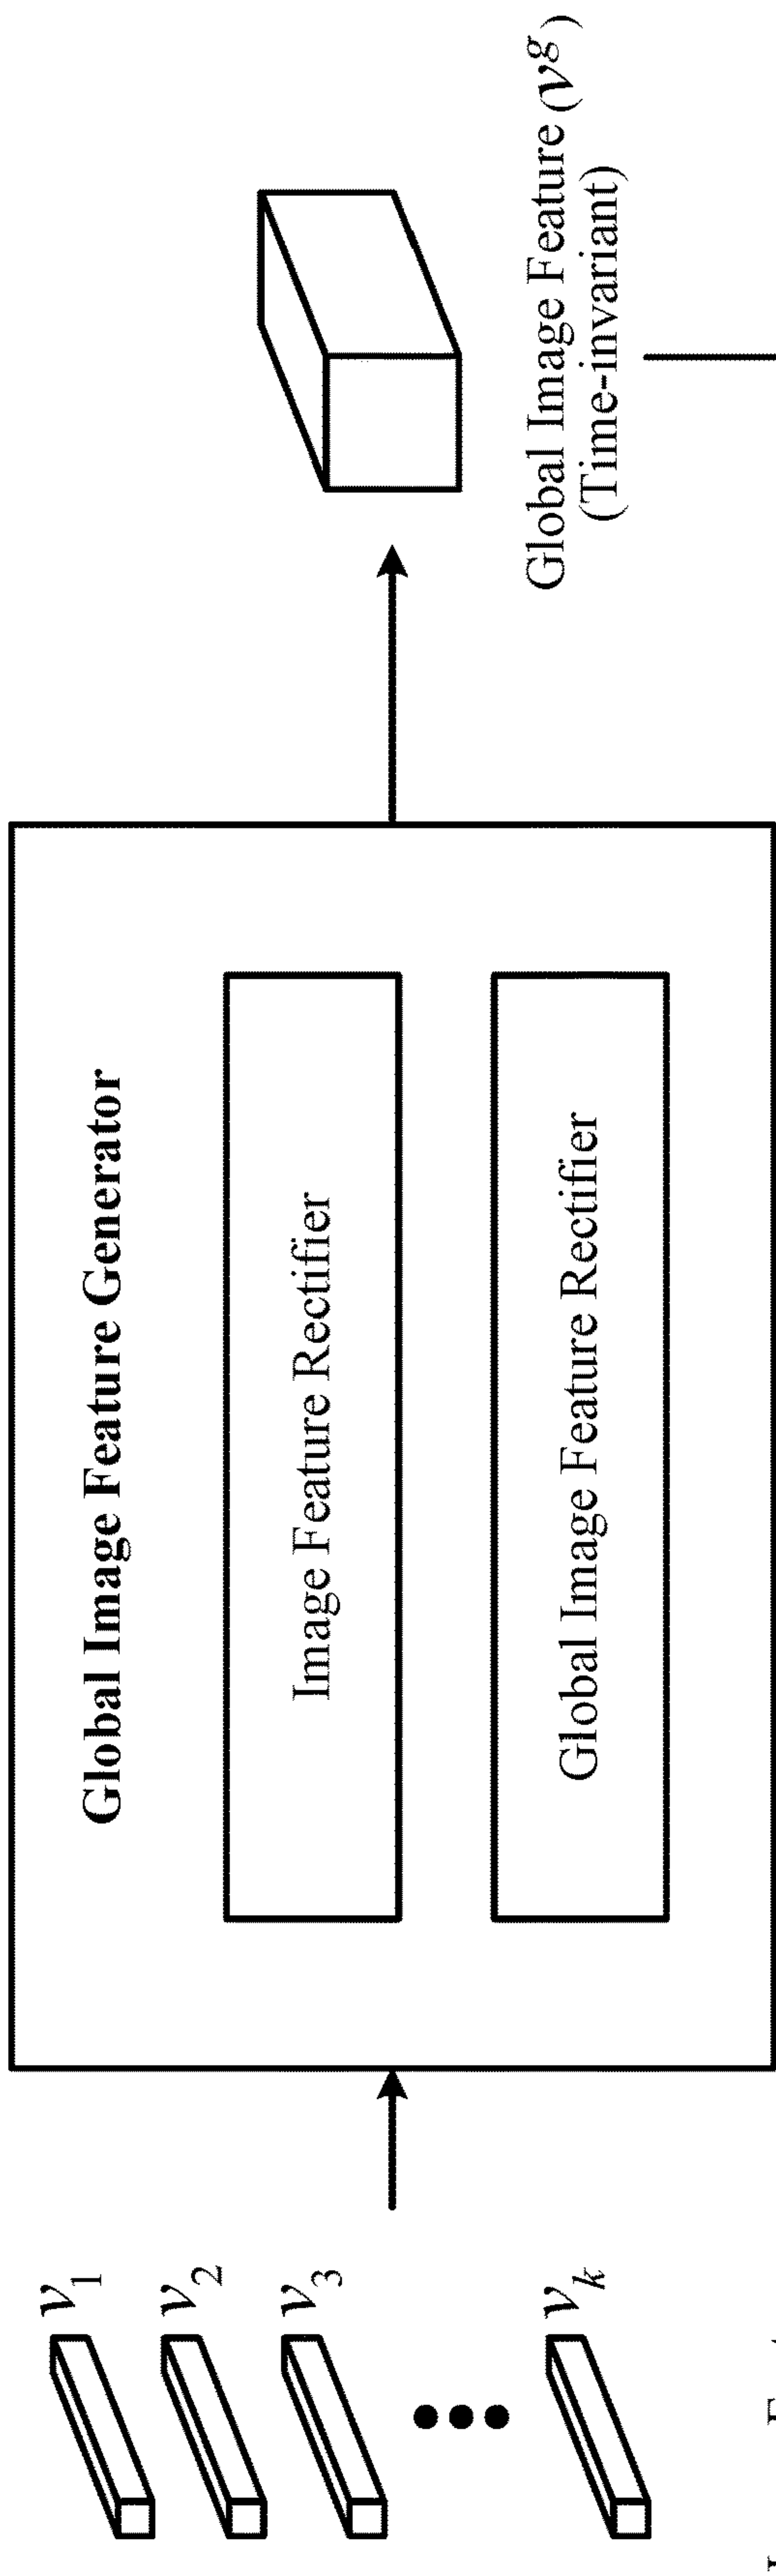 v1
v2
v3
vk
Global Image Feature Generator
Image Feature Rectifier
Global Image Feature Rectifier
Global Image Feature (v^g)
(Time-invariant)